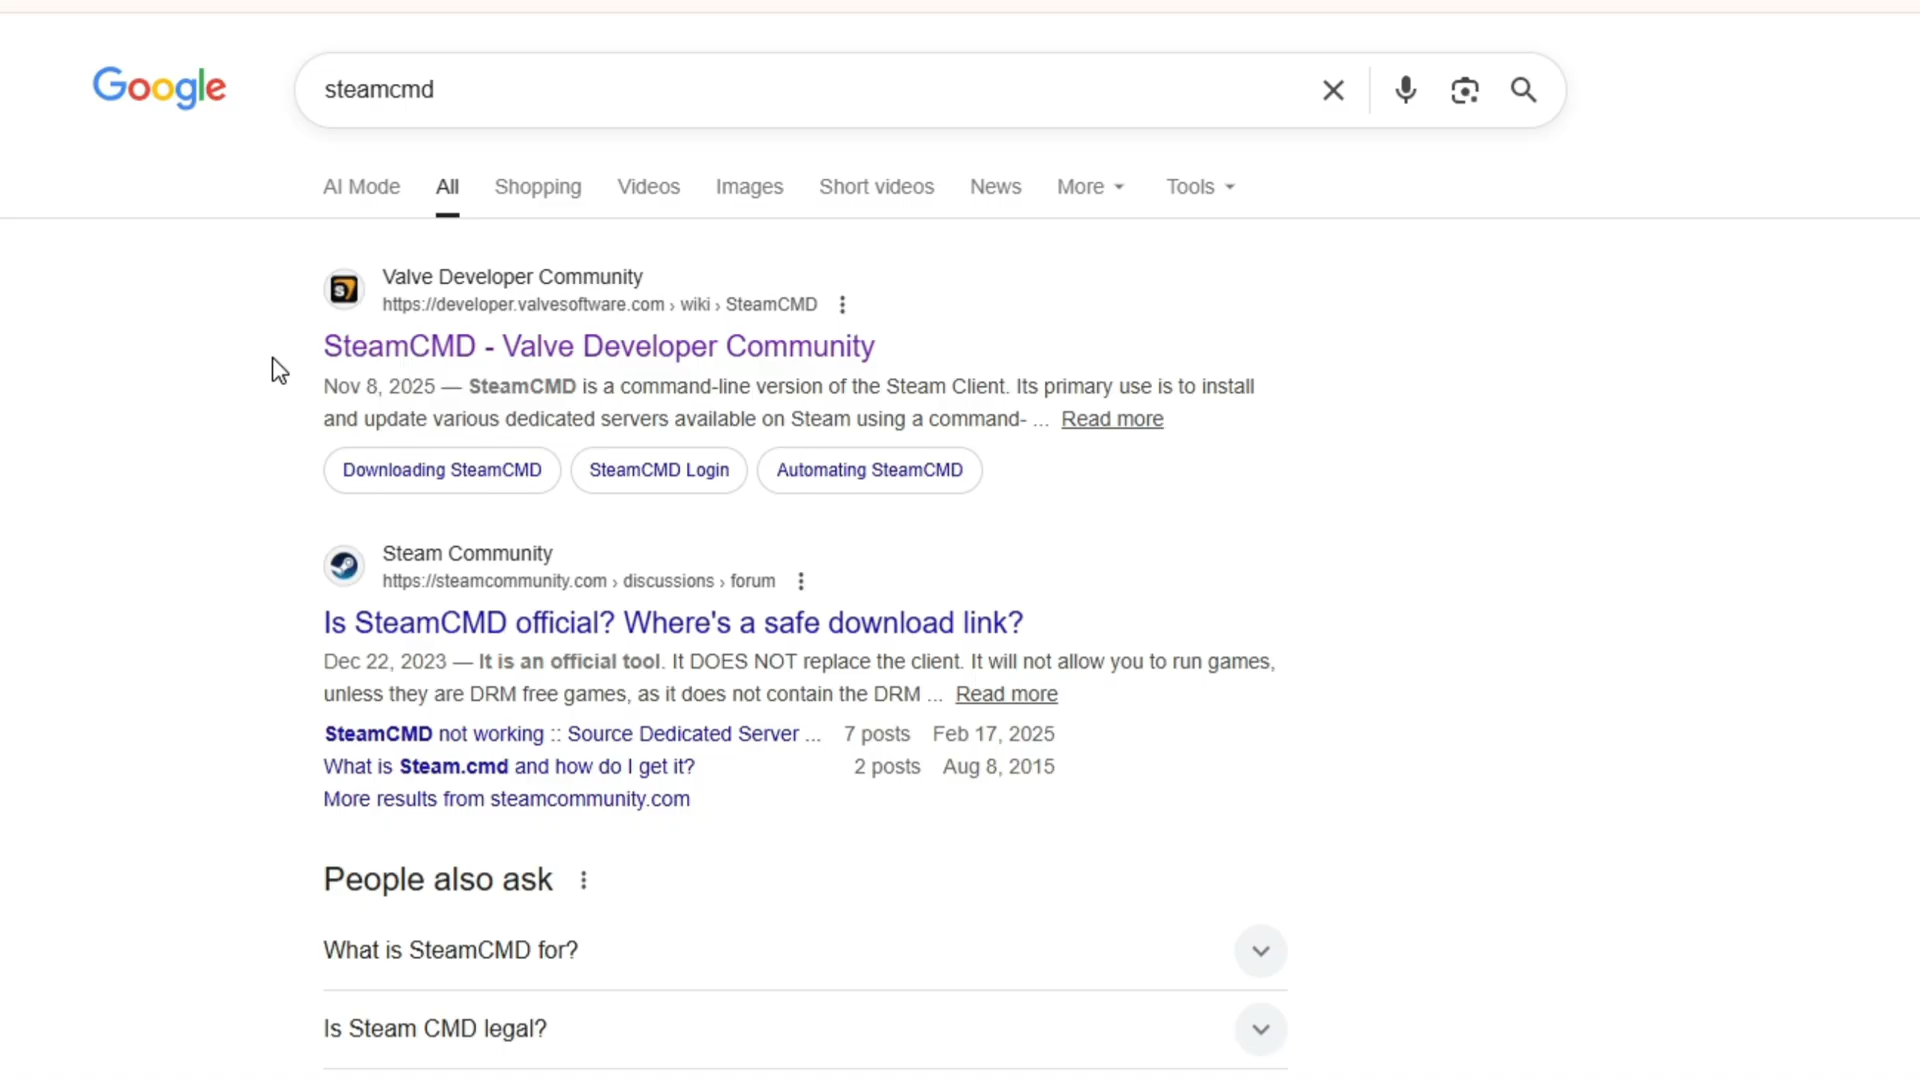 Google
steamcmd
AI Mode All Shopping Videos Images Short videos News More Tools
Valve Developer Community
https://developer.valvesoftware.com › wiki › SteamCMD
SteamCMD - Valve Developer Community
Nov 8, 2025 — SteamCMD is a command-line version of the Steam Client. Its primary use is to install
and update various dedicated servers available on Steam using a command- ... Read more
Downloading SteamCMD SteamCMD Login Automating SteamCMD
Steam Community
https://steamcommunity.com › discussions › forum
Is SteamCMD official? Where's a safe download link?
Dec 22, 2023 — It is an official tool. It DOES NOT replace the client. It will not allow you to run games,
unless they are DRM free games, as it does not contain the DRM ... Read more
SteamCMD not working :: Source Dedicated Server ... 7 posts Feb 17, 2025
What is Steam.cmd and how do I get it? 2 posts Aug 8, 2015
More results from steamcommunity.com
People also ask
What is SteamCMD for?
Is Steam CMD legal?